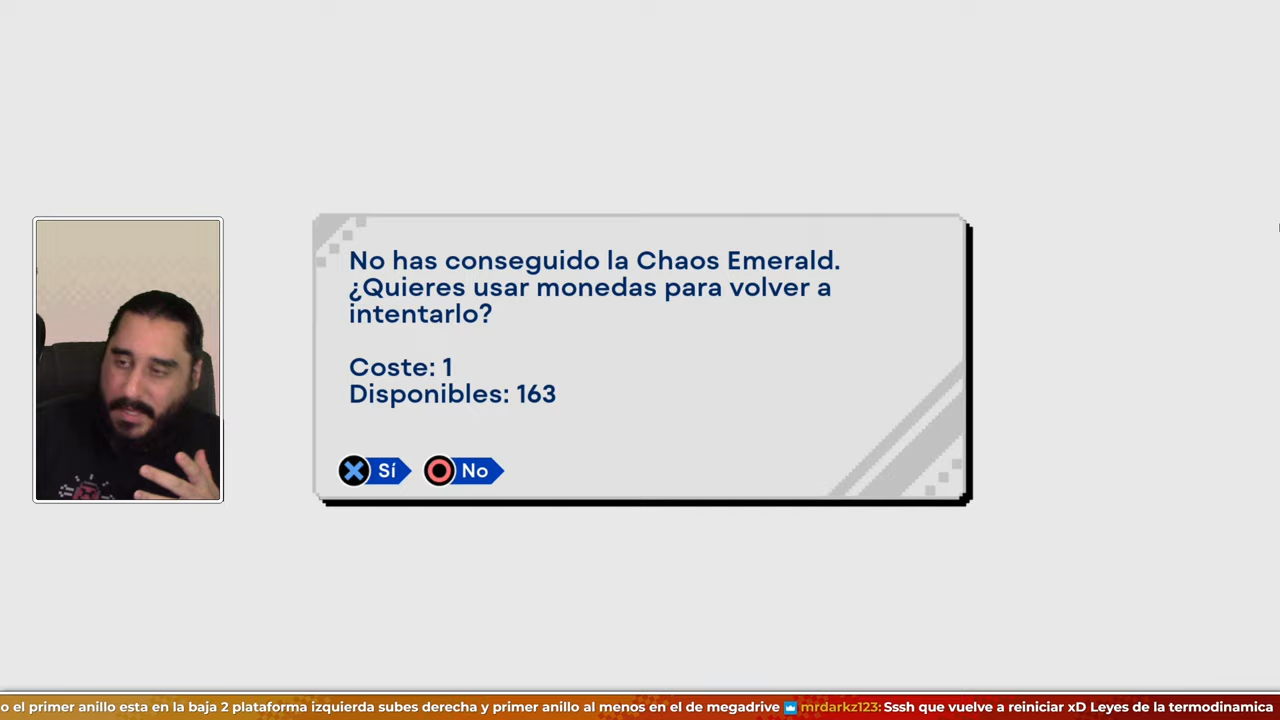 No has conseguido la Chaos Emerald.
¿Quieres usar monedas para volver a
intentarlo?
Coste: 1
Disponibles: 163
Sí No
o el primer anillo esta en la baja 2 plataforma izquierda subes derecha y primer anillo al menos en el de megadrive mrdarkz123: Sssh que vuelve a reiniciar xD Leyes de la termodinamica